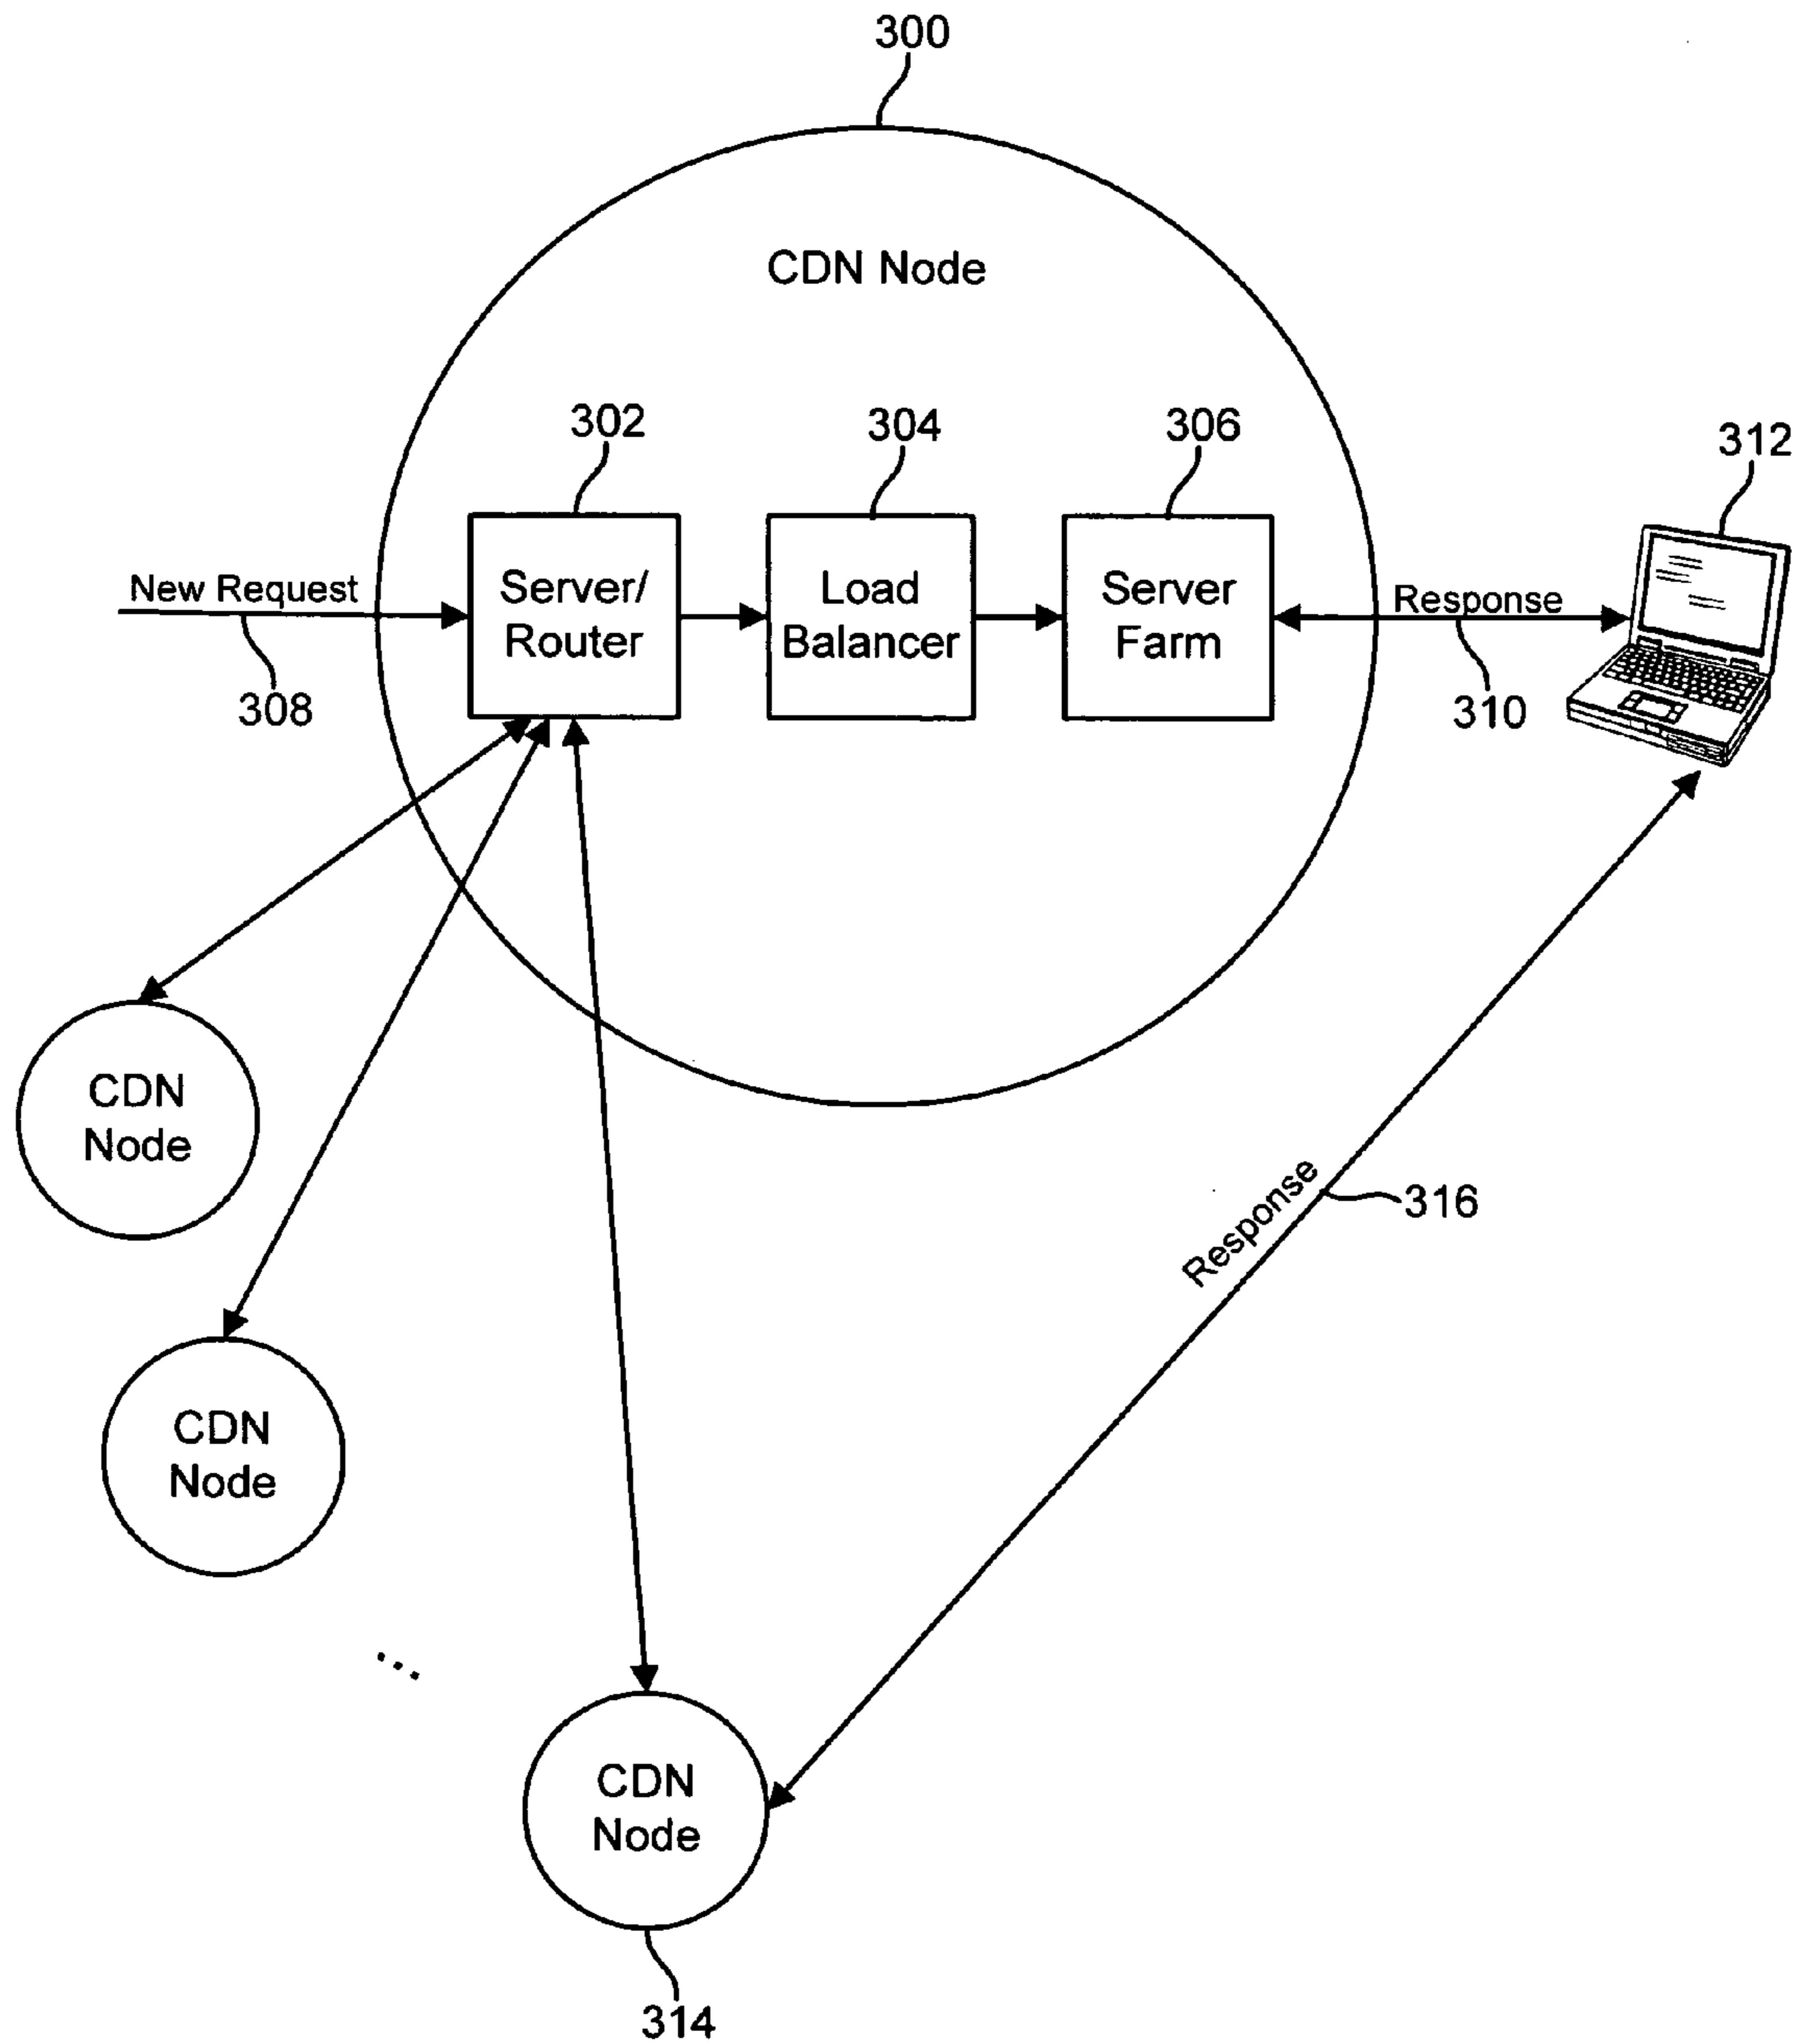 300
CDN Node
302
304
306
312
New Request
Server/
Router
Load
Balancer
Server
Farm
Response
308
310
CDN
Node
316
Response
CDN
Node
...
CDN
Node
314